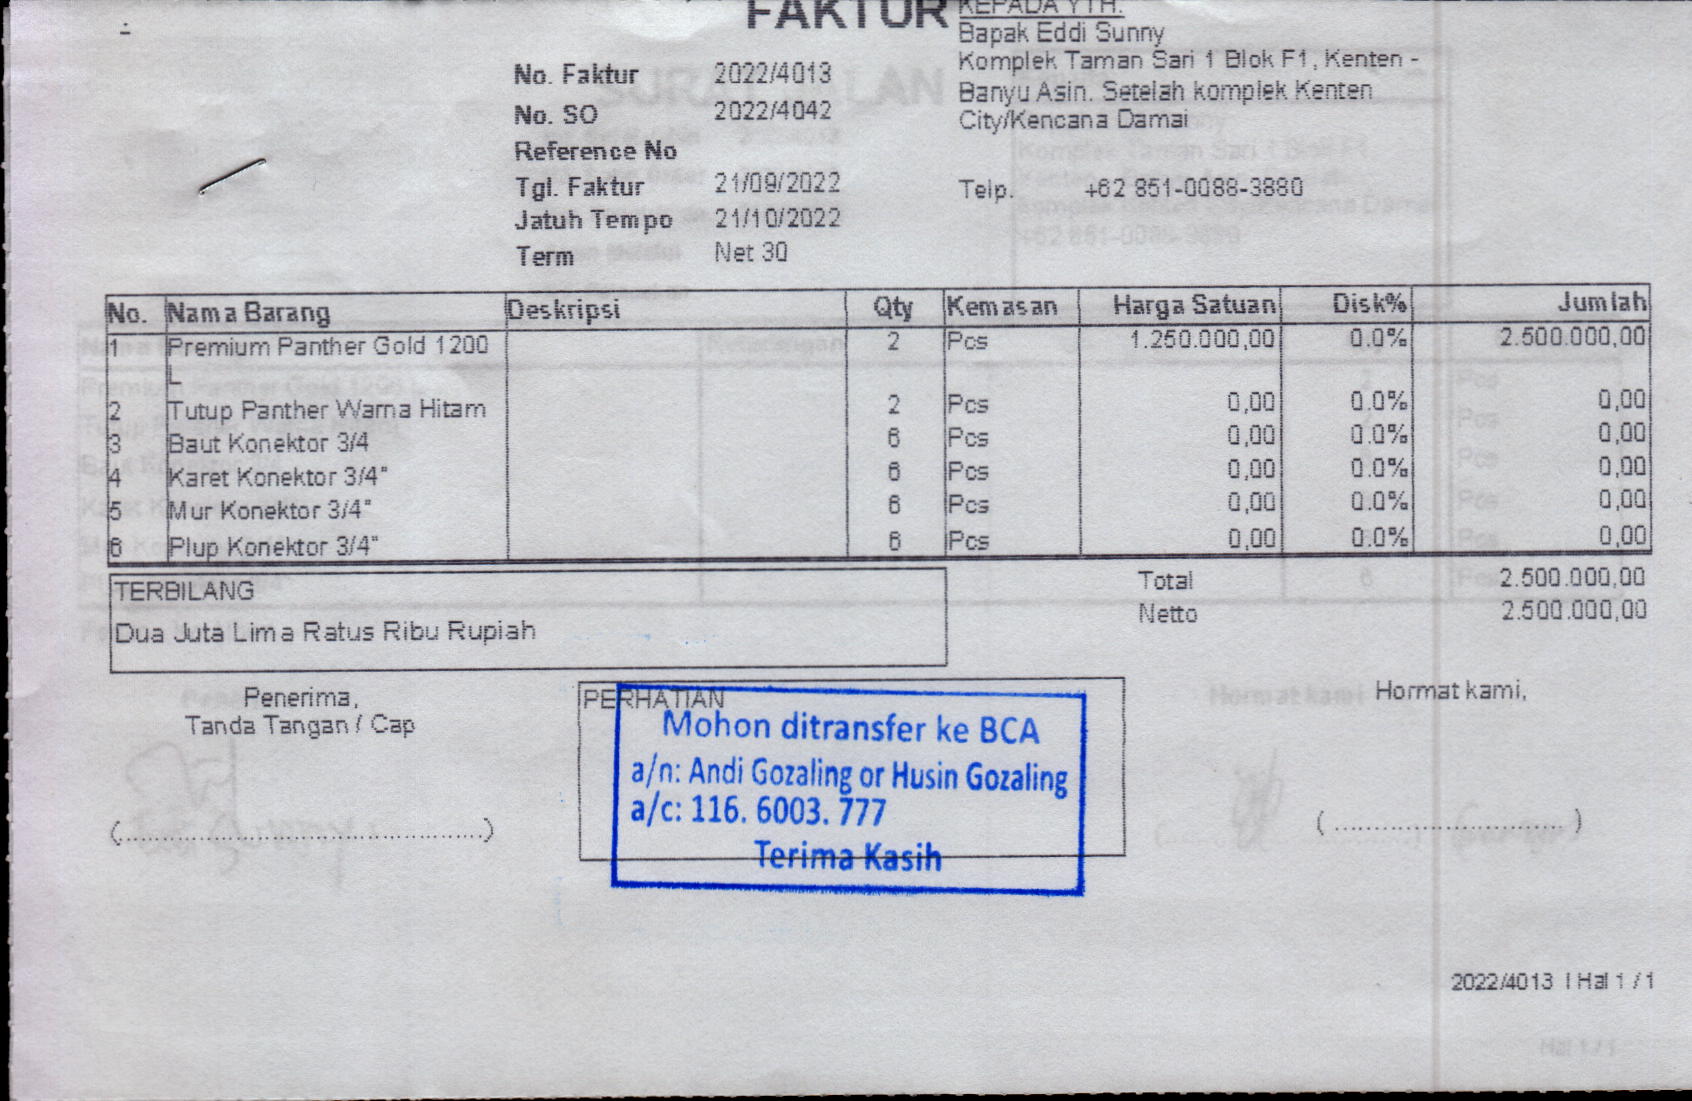 FAKTUR
KEPADA YTH:
Bapak Eddi Sunny
Komplek Taman Sari 1 Blok F1, Kenten -
Banyu Asin. Setelah komplek Kenten
City/Kencana Damai
Telp. +62 851-0088-3880
No. Faktur 2022/4013
No. SO 2022/4042
Reference No
Tgl. Faktur 21/09/2022
Jatuh Tempo 21/10/2022
Term Net 30
No. Nama Barang Deskripsi Qty Kemasan Harga Satuan Disk% Jumlah
1 Premium Panther Gold 1200 2 Pcs 1.250.000,00 0.0% 2.500.000,00
L
2 Tutup Panther Warna Hitam 2 Pcs 0,00 0.0% 0,00
3 Baut Konektor 3/4 6 Pcs 0,00 0.0% 0,00
4 Karet Konektor 3/4" 6 Pcs 0,00 0.0% 0,00
5 Mur Konektor 3/4" 6 Pcs 0,00 0.0% 0,00
6 Plup Konektor 3/4" 6 Pcs 0,00 0.0% 0,00
TERBILANG
Dua Juta Lima Ratus Ribu Rupiah
Total 2.500.000,00
Netto 2.500.000,00
Penerima,
Tanda Tangan / Cap
(..................................................)
PERHATIAN
Mohon ditransfer ke BCA
a/n: Andi Gozaling or Husin Gozaling
a/c: 116. 6003. 777
Terima Kasih
Hormat kami,
( ................................ )
2022/4013 | Hal 1 / 1